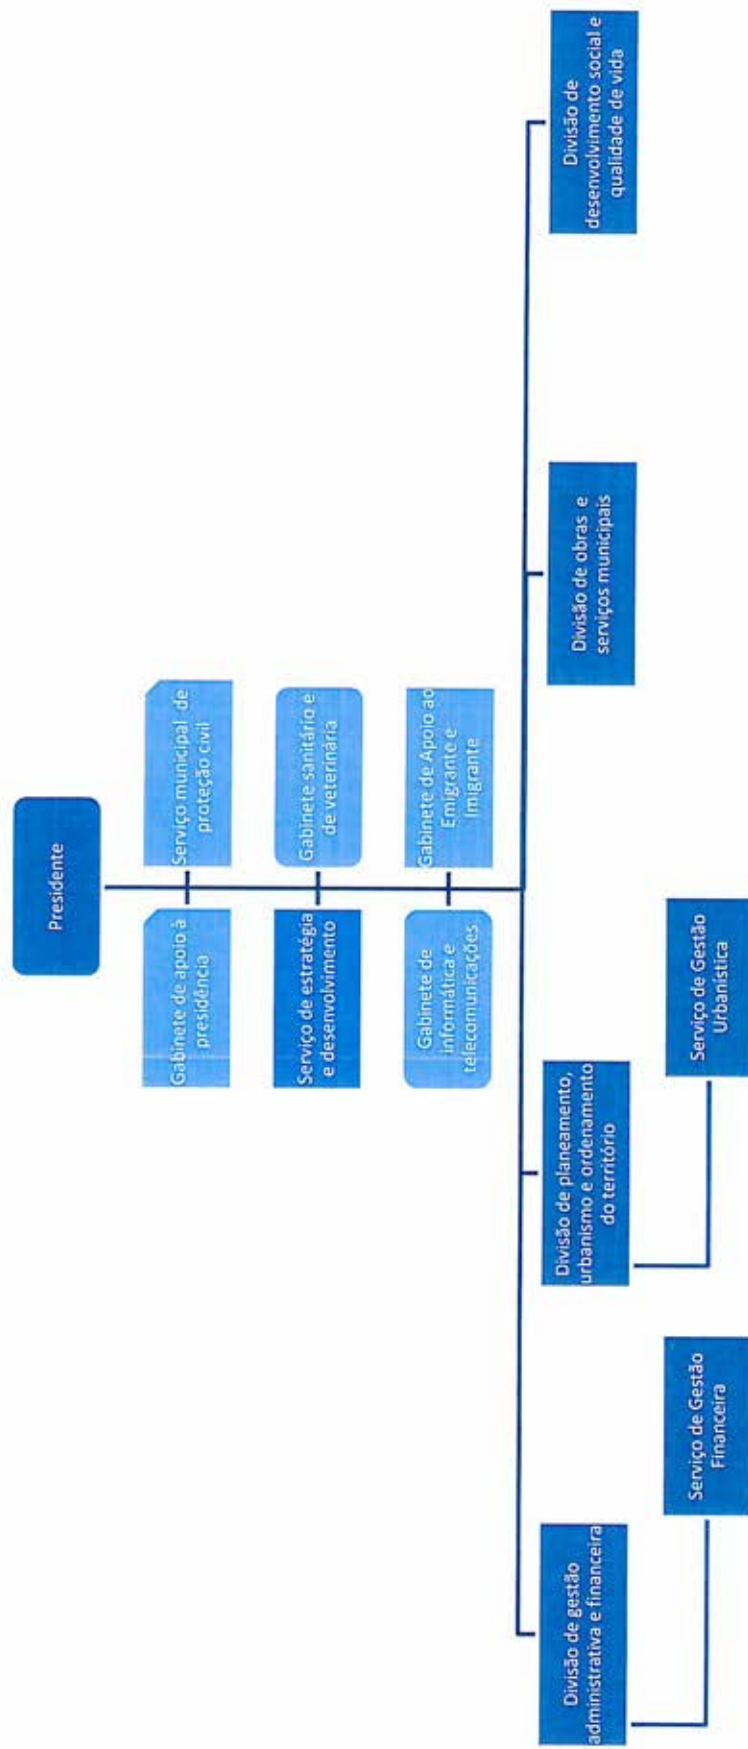 Presidente
Gabinete de apoio à
presidência
Serviço municipal de
proteção civil
Serviço de estratégia
e desenvolvimento
Gabinete sanitário e
de veterinária
Gabinete de
informática e
telecomunicações
Gabinete de Apoio ao
Emigrante e
Imigrante
Divisão de gestão
administrativa e financeira
Divisão de planeamento,
urbanismo e ordenamento
do território
Divisão de obras e
serviços municipais
Divisão de
desenvolvimento social e
qualidade de vida
Serviço de Gestão
Financeira
Serviço de Gestão
Urbanística